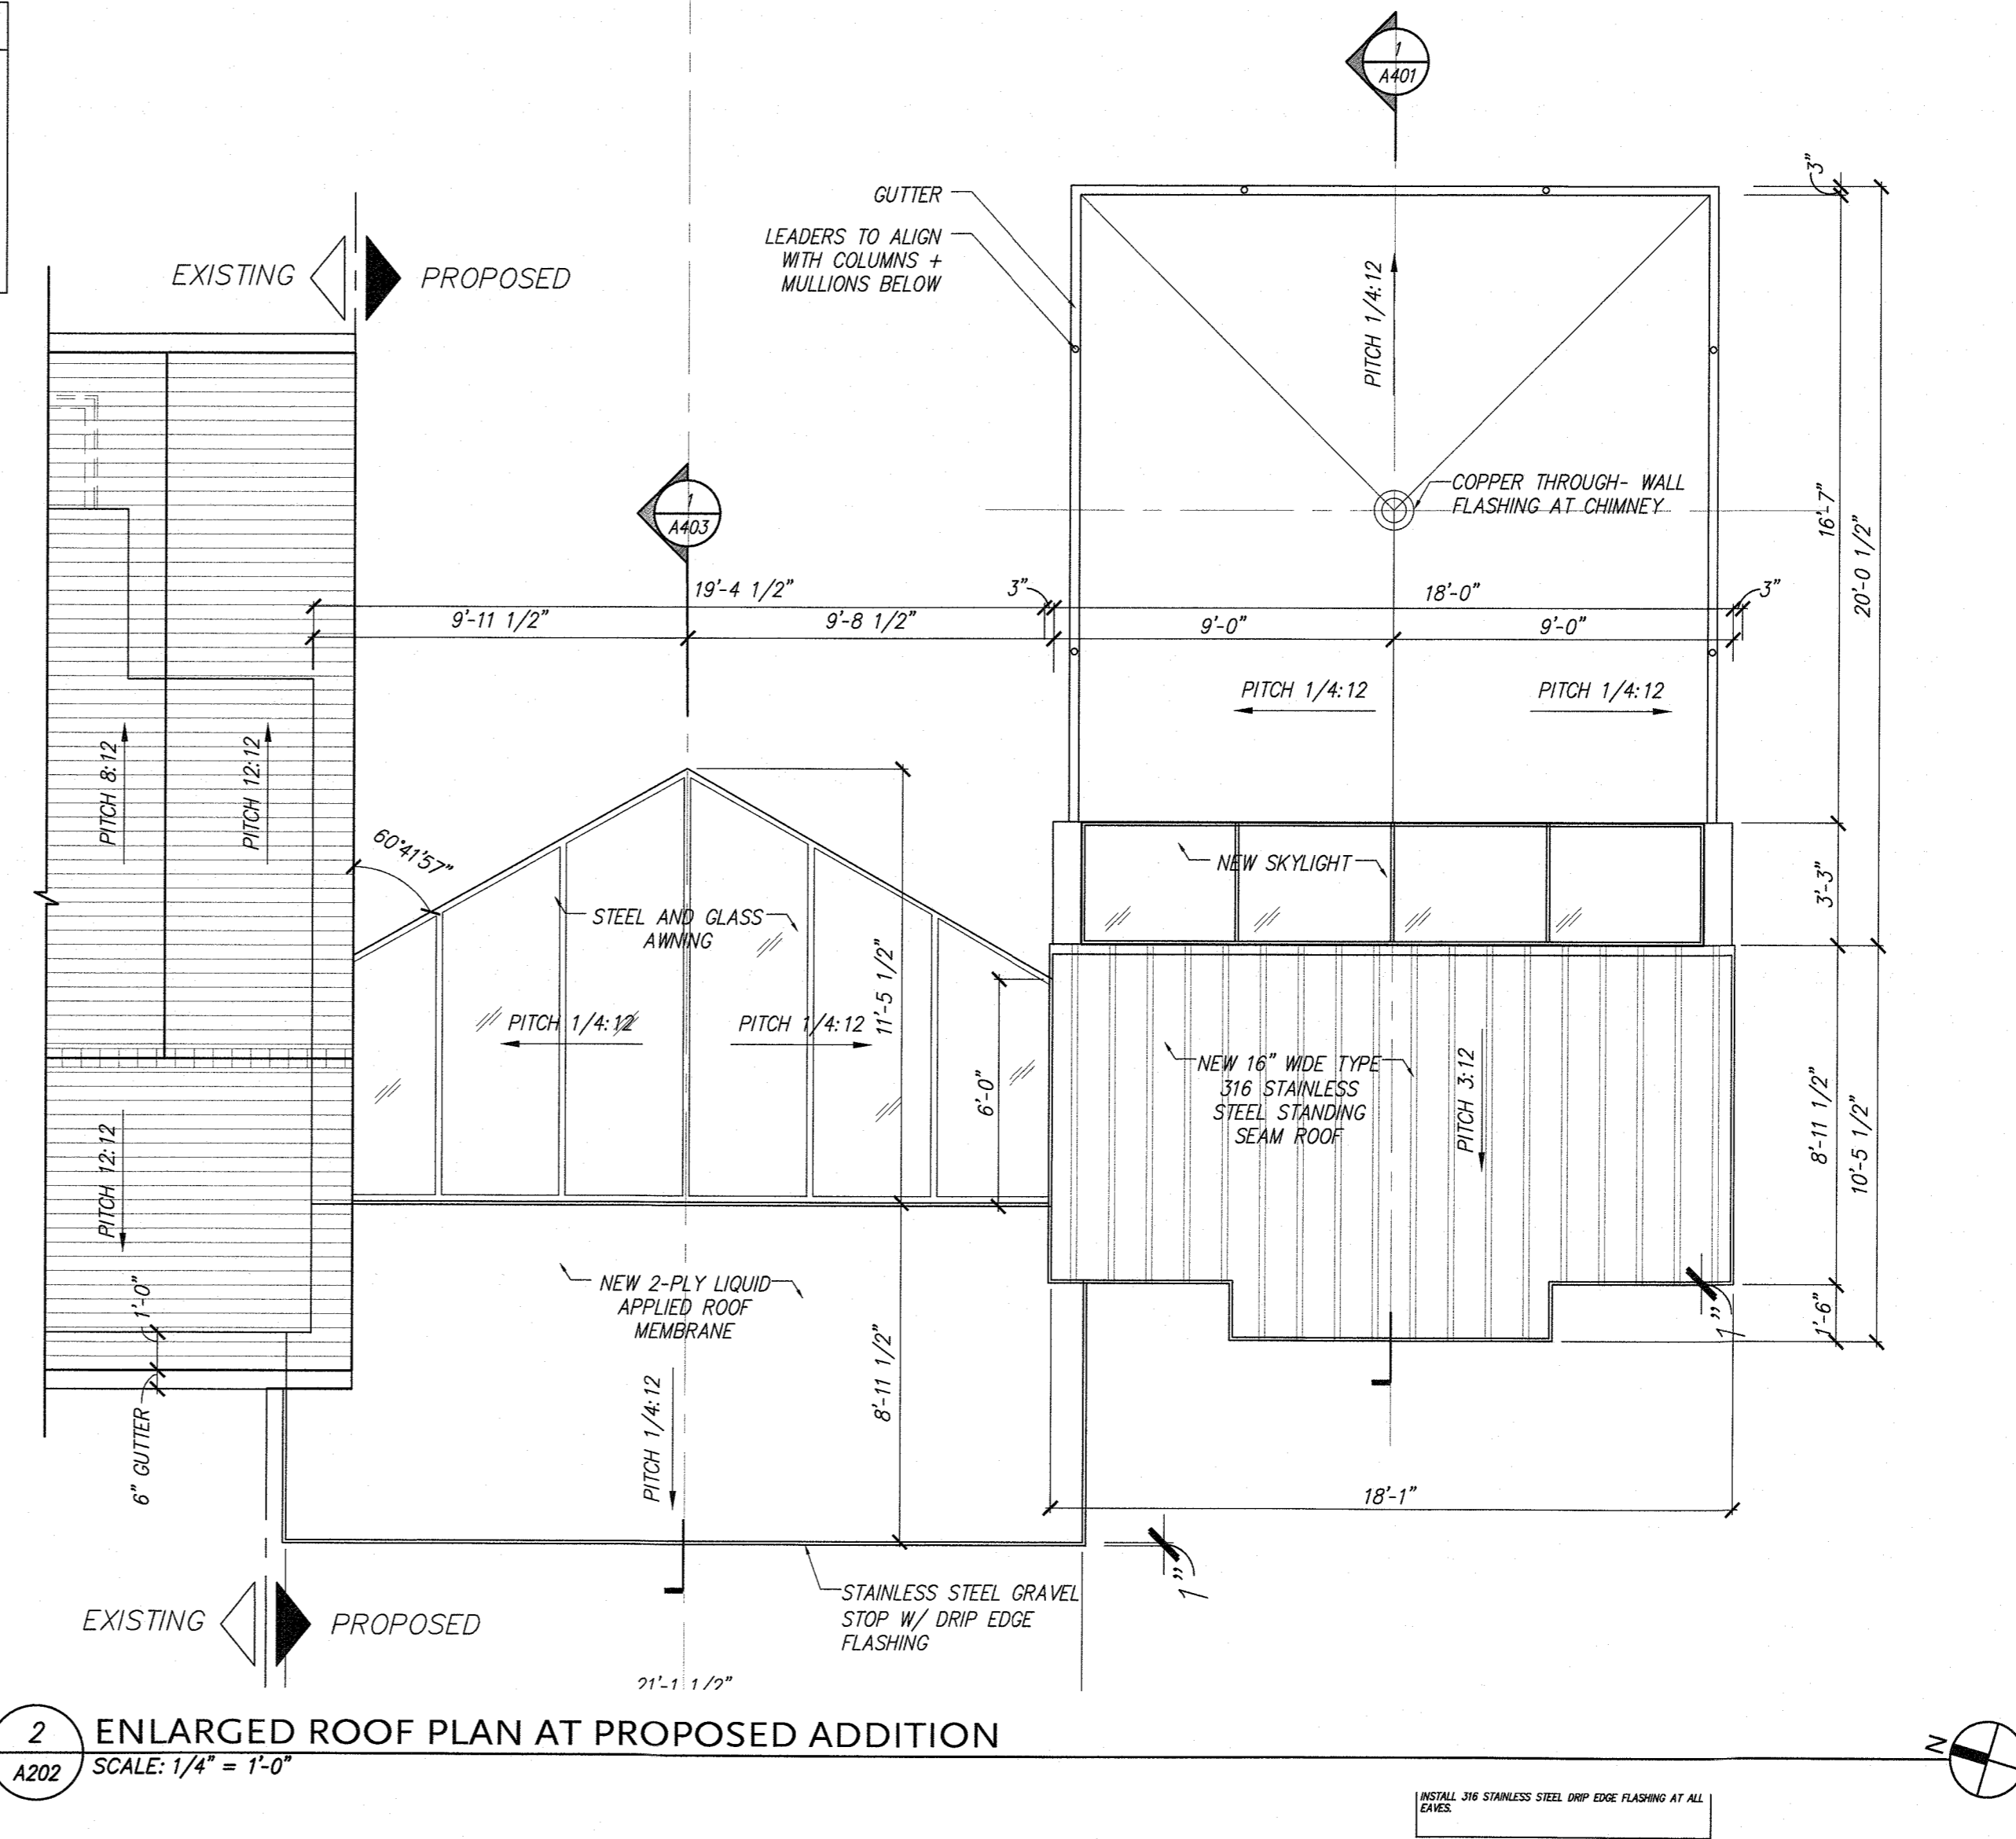 1
A401
3"
GUTTER
LEADERS TO ALIGN
WITH COLUMNS +
MULLIONS BELOW
EXISTING
PROPOSED
PITCH 1/4:12
COPPER THROUGH- WALL
FLASHING AT CHIMNEY
16'-7"
20'-0 1/2"
1
A403
19'-4 1/2"
3"
18'-0"
3"
9'-11 1/2"
9'-8 1/2"
9'-0"
9'-0"
PITCH 1/4:12
PITCH 1/4:12
PITCH 8:12
PITCH 12:12
60°41'57"
NEW SKYLIGHT
3'-3"
STEEL AND GLASS
AWNING
11'-5 1/2"
PITCH 1/4:12
PITCH 1/4:12
6'-0"
NEW 16" WIDE TYPE
316 STAINLESS
STEEL STANDING
SEAM ROOF
PITCH 3:12
8'-11 1/2"
10'-5 1/2"
PITCH 12:12
1'-0"
NEW 2-PLY LIQUID
APPLIED ROOF
MEMBRANE
8'-11 1/2"
1"
1'-6"
PITCH 1/4:12
6" GUTTER
18'-1"
1"
STAINLESS STEEL GRAVEL
STOP W/ DRIP EDGE
FLASHING
EXISTING
PROPOSED
21'-1 1/2"
2
A202
ENLARGED ROOF PLAN AT PROPOSED ADDITION
SCALE: 1/4" = 1'-0"
N
INSTALL 316 STAINLESS STEEL DRIP EDGE FLASHING AT ALL
EAVES.